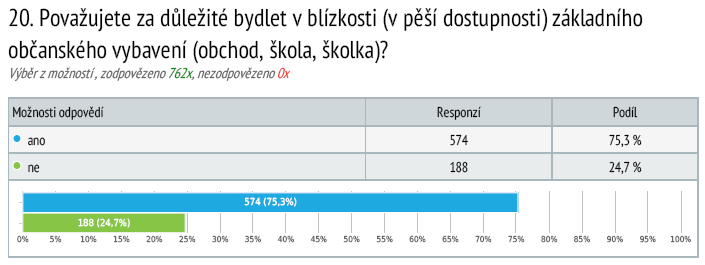 20. Považujete za důležité bydlet v blízkosti (v pěší dostupnosti) základního
občanského vybavení (obchod, škola, školka)?
Výběr z možností, zodpovězeno 762x, nezodpovězeno 0x
Možnosti odpovědí Responzí Podíl
ano 574 75,3 %
ne 188 24,7 %
574 (75,3%)
188 (24,7%)
0% 5% 10% 15% 20% 25% 30% 35% 40% 45% 50% 55% 60% 65% 70% 75% 80% 85% 90% 95% 100%